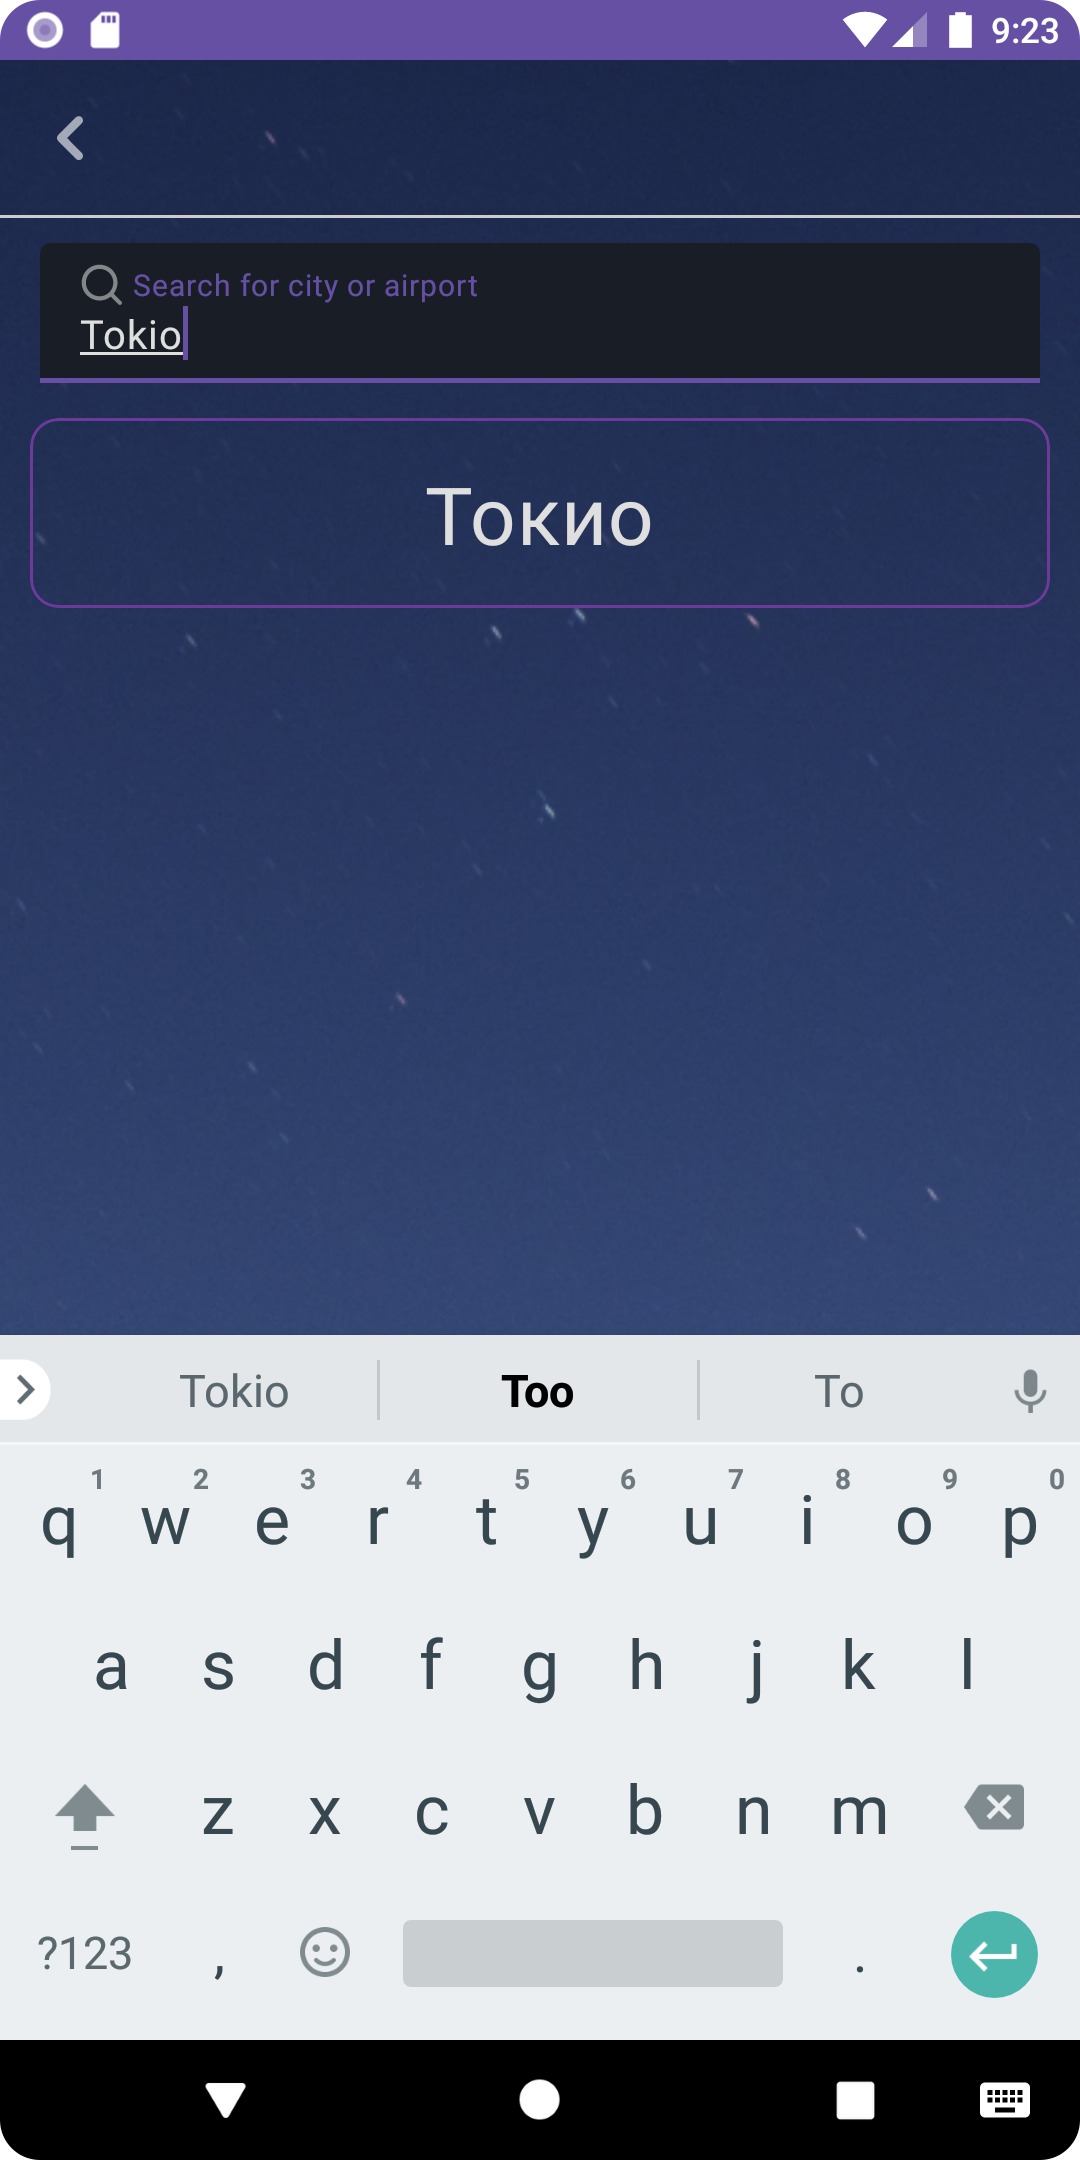 9:23
Search for city or airport
Tokio
Токио
Tokio Too To
1 2 3 4 5 6 7 8 9 0
q w e r t y u i o p
a s d f g h j k l
z x c v b n m
?123 , .